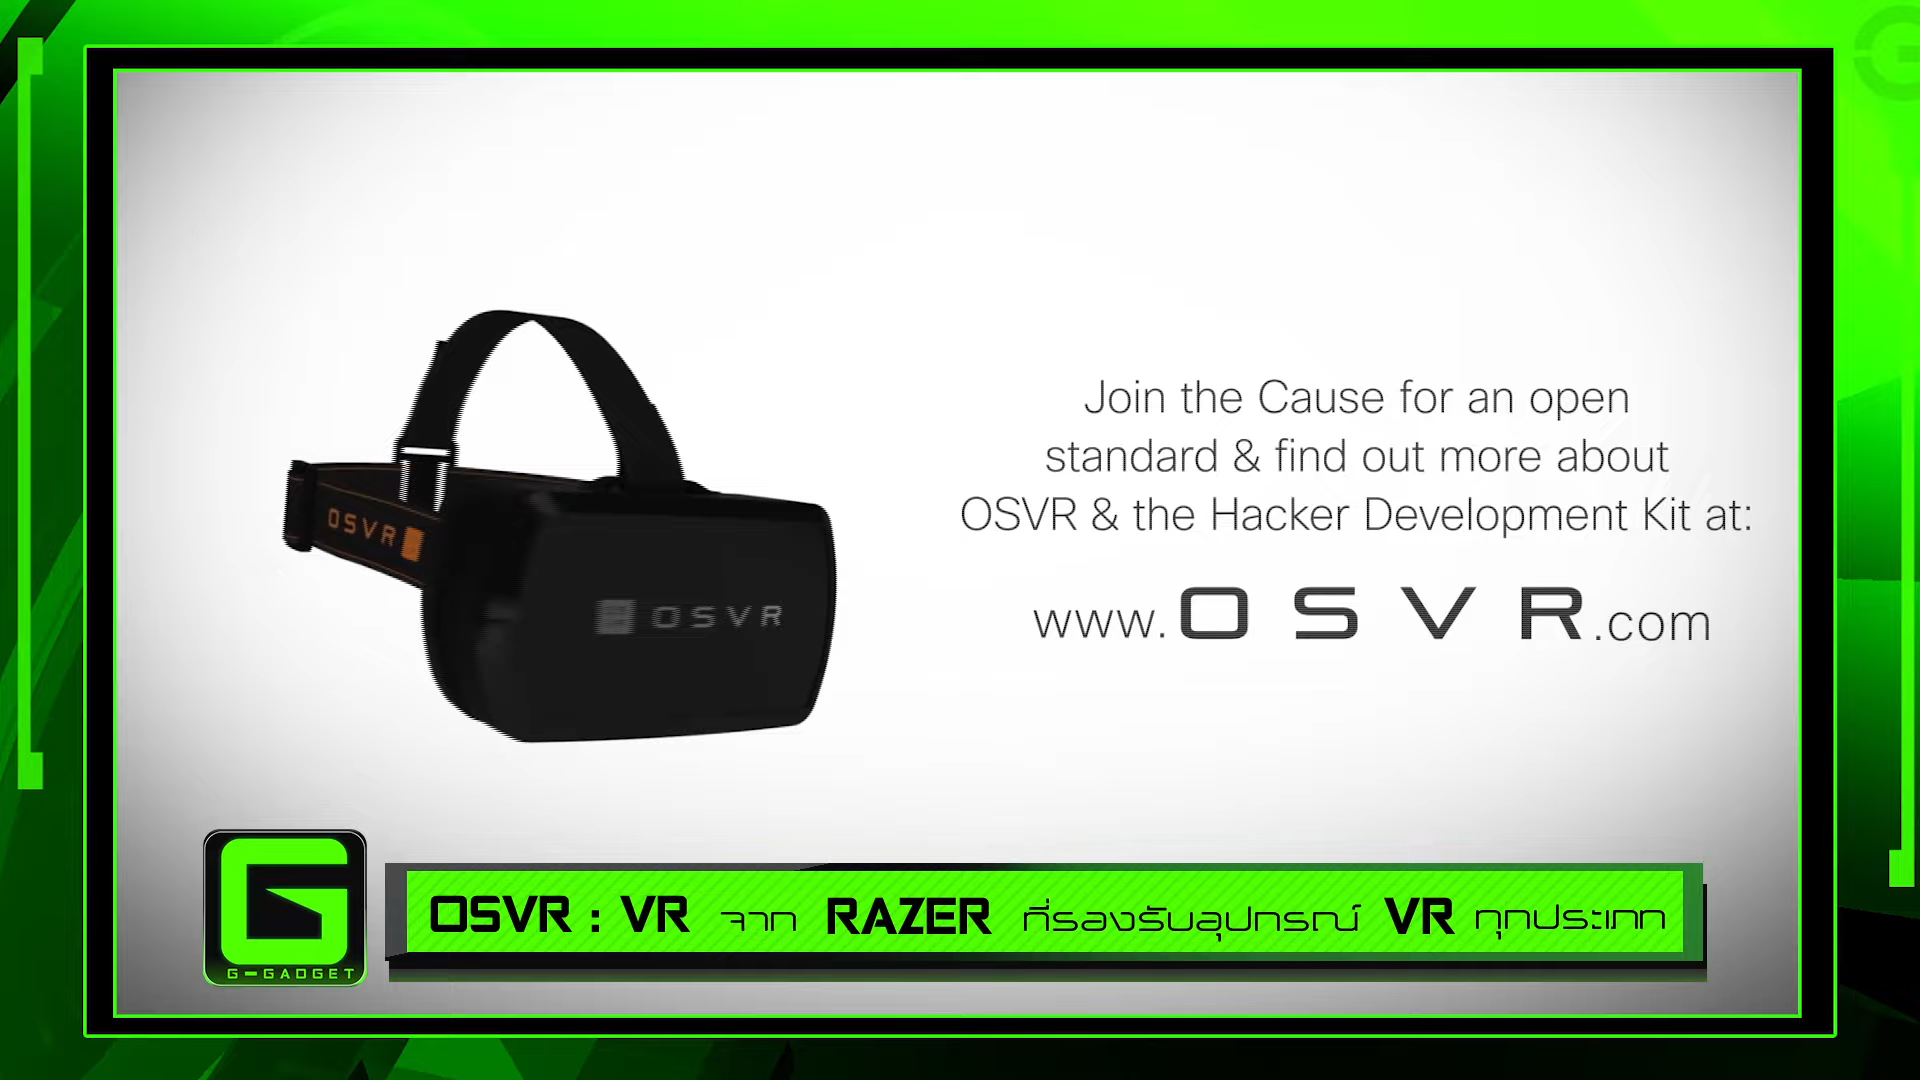 Join the Cause for an open
standard & find out more about
OSVR & the Hacker Development Kit at:
www.OSVR.com
OSVR
OSVR
G-GADGET
OSVR : VR จาก RAZER ที่รองรับอุปกรณ์ VR ทุกประเภท